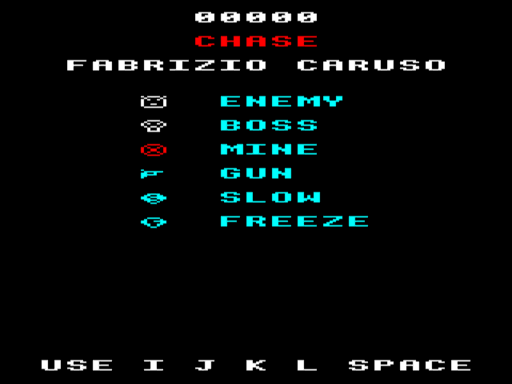 00000
CHASE
FABRIZIO CARUSO
ENEMY
BOSS
MINE
GUN
SLOW
FREEZE
USE I J K L SPACE